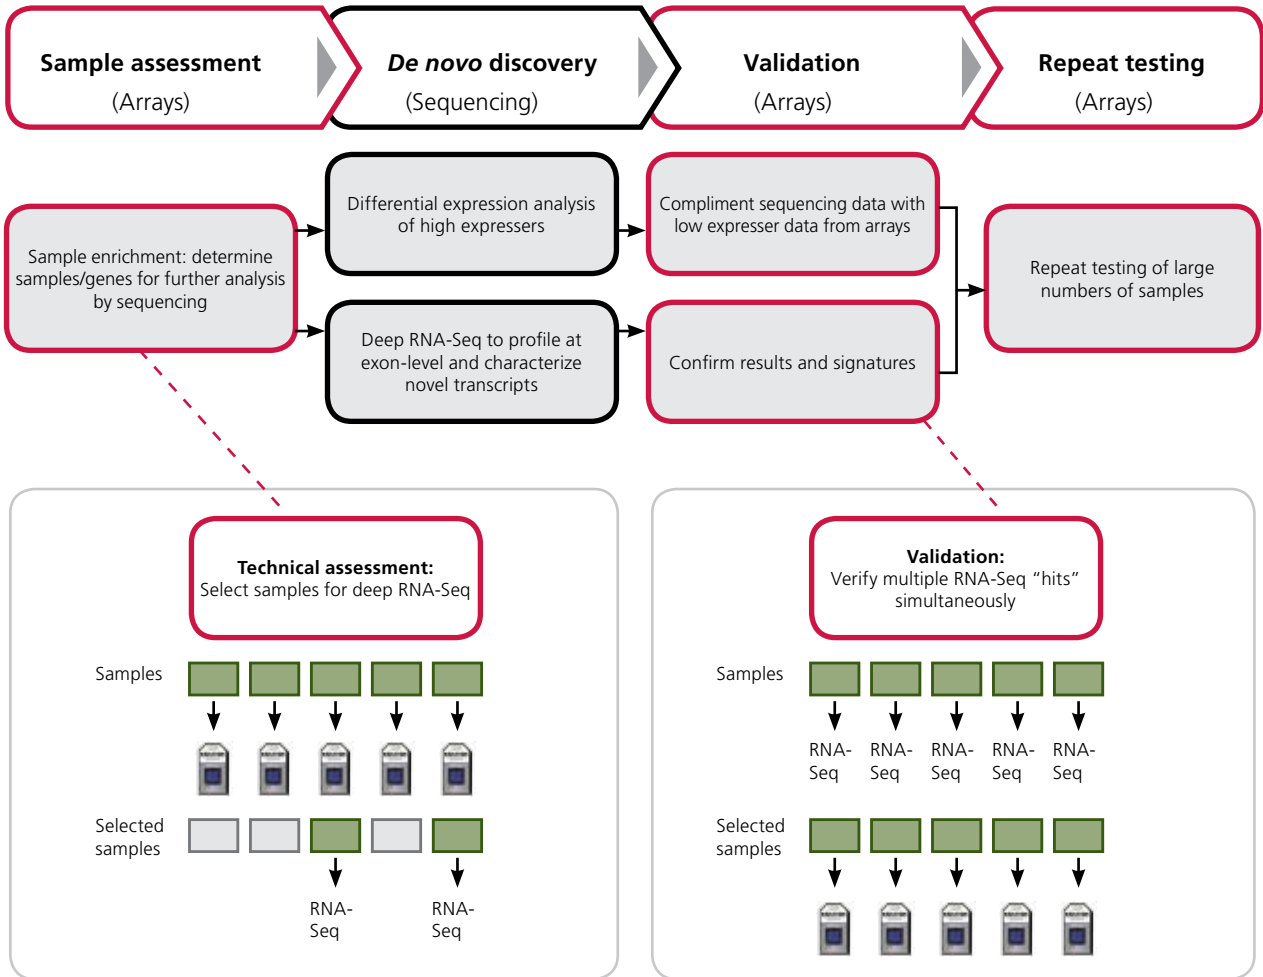 Sample assessment
(Arrays)
De novo discovery
(Sequencing)
Validation
(Arrays)
Repeat testing
(Arrays)
Sample enrichment: determine
samples/genes for further analysis
by sequencing
Differential expression analysis
of high expressers
Deep RNA-Seq to profile at
exon-level and characterize
novel transcripts
Compliment sequencing data with
low expresser data from arrays
Confirm results and signatures
Repeat testing of large
numbers of samples
Technical assessment:
Select samples for deep RNA-Seq
Samples
Selected
samples
RNA-
Seq
RNA-
Seq
Validation:
Verify multiple RNA-Seq “hits”
simultaneously
Samples
RNA-
Seq
RNA-
Seq
RNA-
Seq
RNA-
Seq
RNA-
Seq
Selected
samples